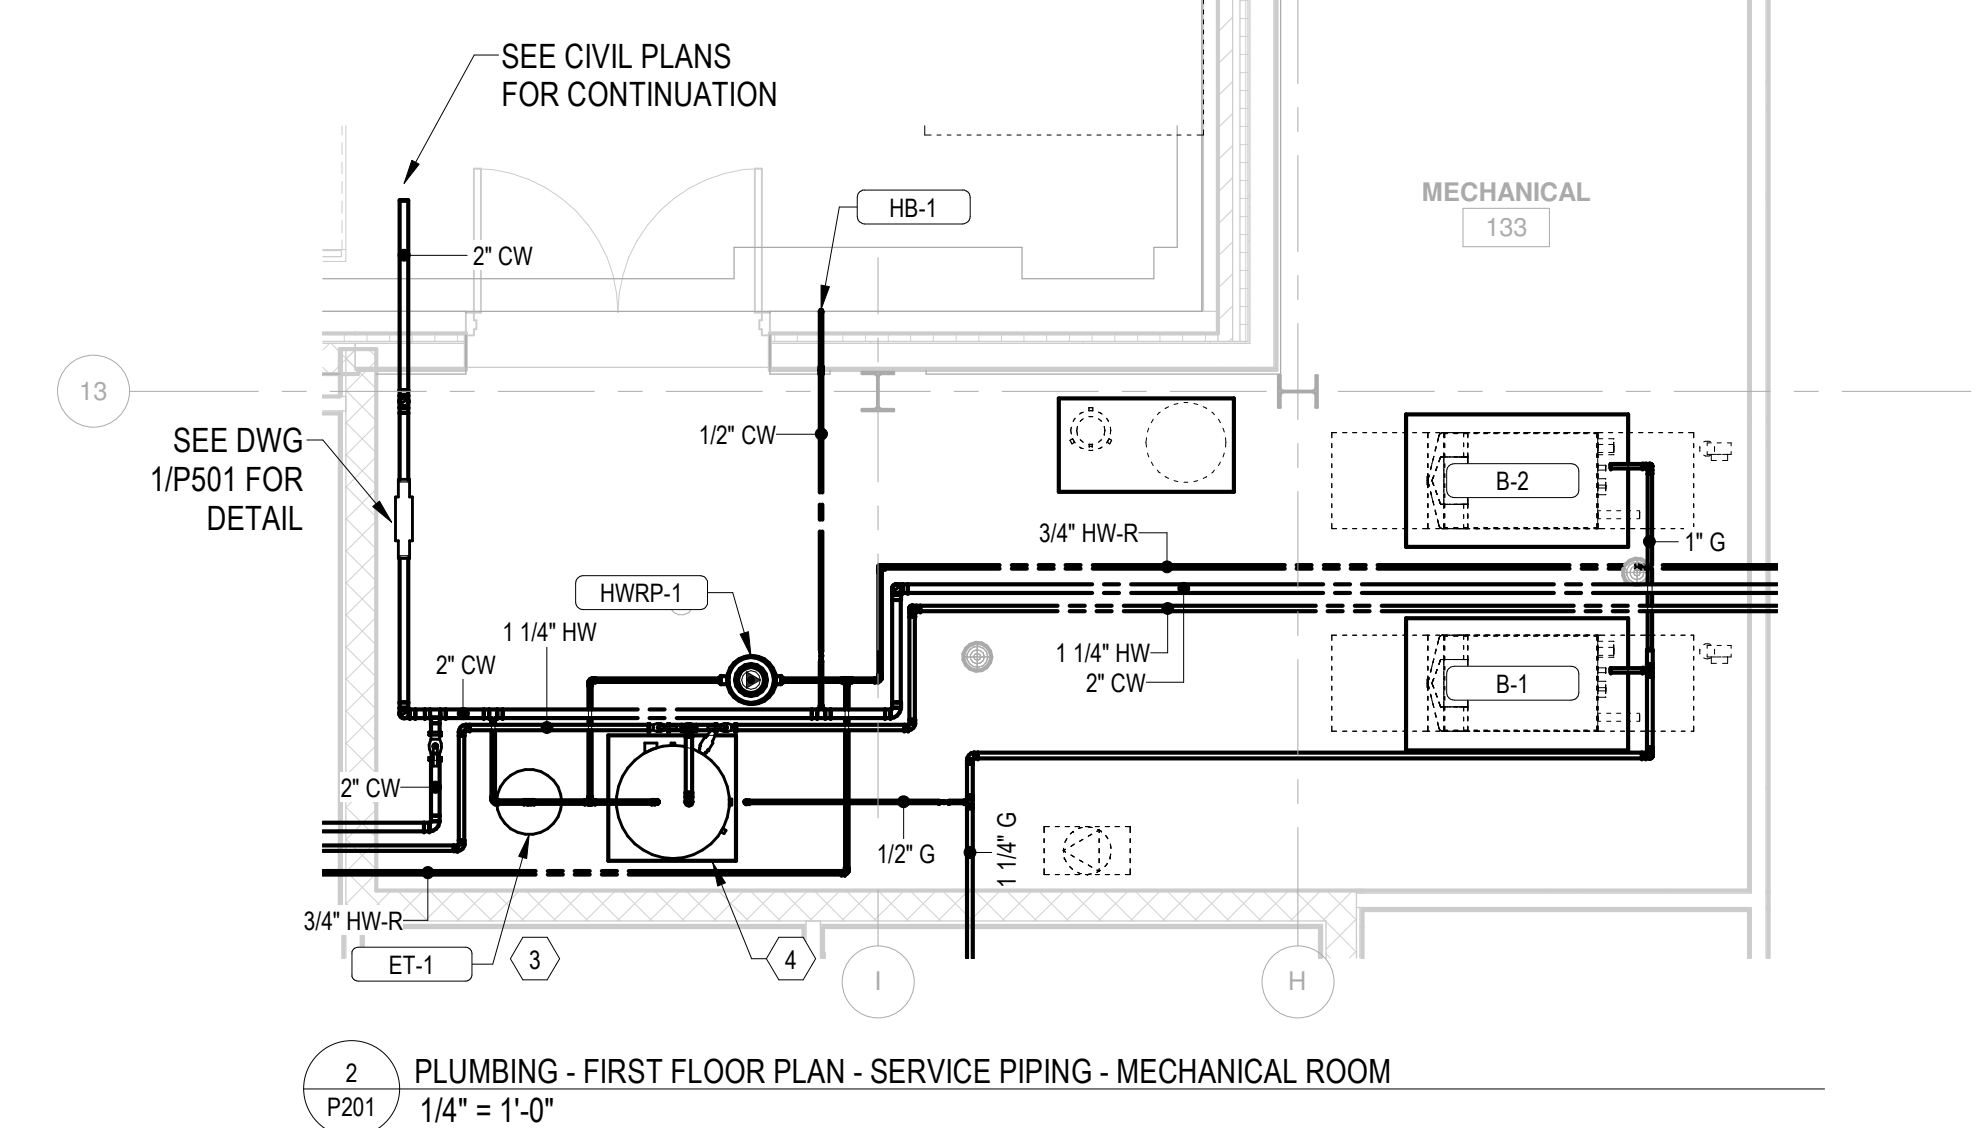 SEE CIVIL PLANS
FOR CONTINUATION
MECHANICAL
133
HB-1
2" CW
13
SEE DWG
1/P501 FOR
DETAIL
1/2" CW
B-2
3/4" HW-R
1" G
HWRP-1
1 1/4" HW
2" CW
1 1/4" HW
2" CW
B-1
2" CW
1/2" G
1 1/4" G
3/4" HW-R
ET-1
3
4
I
H
2
P201
PLUMBING - FIRST FLOOR PLAN - SERVICE PIPING - MECHANICAL ROOM
1/4" = 1'-0"